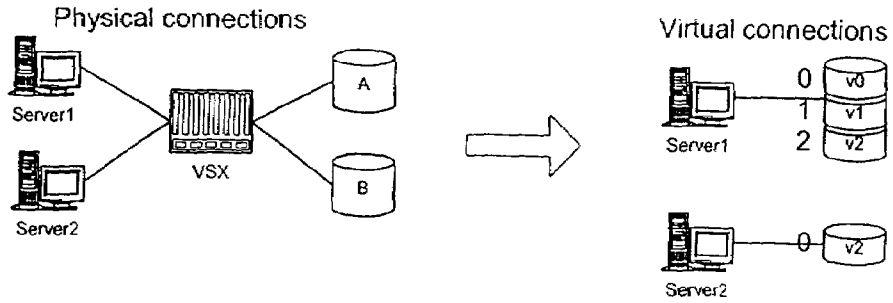 Physical connections
Server1
Server2
VSX
A
B
Virtual connections
Server1
0
1
2
v0
v1
v2
Server2
0
v2